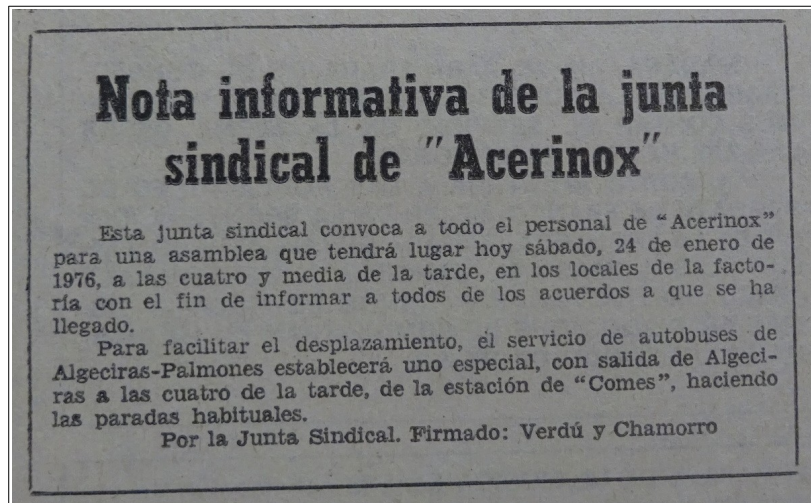 Nota informativa de la junta
sindical de "Acerinox"
Esta junta sindical convoca a todo el personal de "Acerinox"
para una asamblea que tendrá lugar hoy sábado, 24 de enero de
1976, a las cuatro y media de la tarde, en los locales de la facto-
ría con el fin de informar a todos de los acuerdos a que se ha
llegado.
Para facilitar el desplazamiento, el servicio de autobuses de
Algeciras-Palmones establecerá uno especial, con salida de Algeci-
ras a las cuatro de la tarde, de la estación de "Comes", haciendo
las paradas habituales.
Por la Junta Sindical. Firmado: Verdú y Chamorro